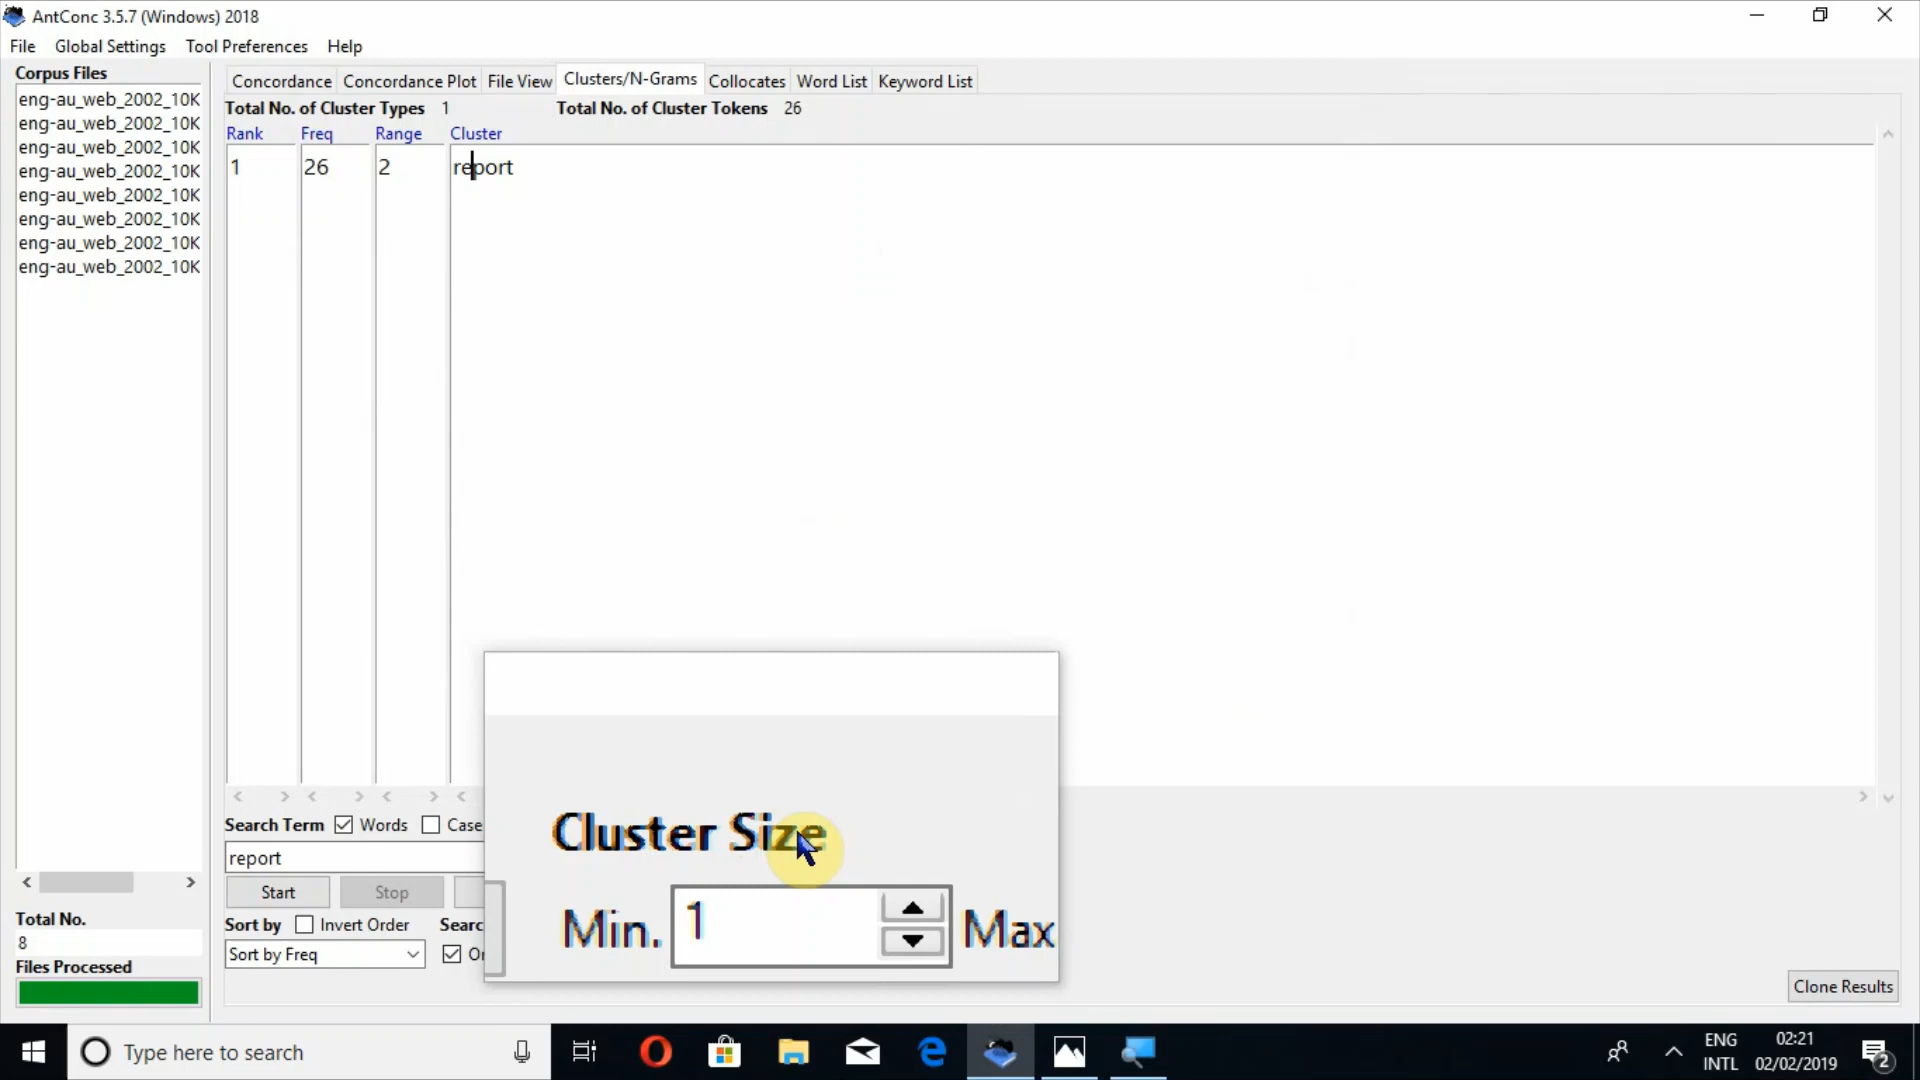 AntConc 3.5.7 (Windows) 2018
File Global Settings Tool Preferences Help
Corpus Files
eng-au_web_2002_10K
eng-au_web_2002_10K
eng-au_web_2002_10K
eng-au_web_2002_10K
eng-au_web_2002_10K
eng-au_web_2002_10K
eng-au_web_2002_10K
eng-au_web_2002_10K
Total No.
8
Files Processed
Concordance Concordance Plot File View Clusters/N-Grams Collocates Word List Keyword List
Total No. of Cluster Types 1 Total No. of Cluster Tokens 26
Rank Freq Range Cluster
1 26 2 report
Search Term Words Case
report
Start Stop
Sort by Invert Order Searc
Sort by Freq Or
Cluster Size
Min. 1 Max
Clone Results
Type here to search
ENG 02:21
INTL 02/02/2019 2